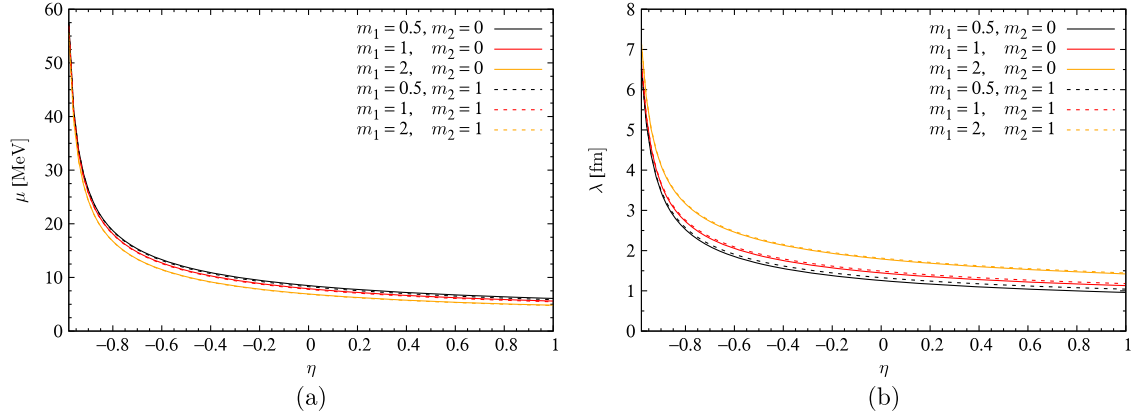 60
50
40
30
20
10
0
μ [MeV]
−0.8 −0.6 −0.4 −0.2 0 0.2 0.4 0.6 0.8 1
η
m1 = 0.5, m2 = 0
m1 = 1, m2 = 0
m1 = 2, m2 = 0
m1 = 0.5, m2 = 1
m1 = 1, m2 = 1
m1 = 2, m2 = 1
(a)
8
7
6
5
4
3
2
1
0
λ [fm]
−0.8 −0.6 −0.4 −0.2 0 0.2 0.4 0.6 0.8 1
η
m1 = 0.5, m2 = 0
m1 = 1, m2 = 0
m1 = 2, m2 = 0
m1 = 0.5, m2 = 1
m1 = 1, m2 = 1
m1 = 2, m2 = 1
(b)